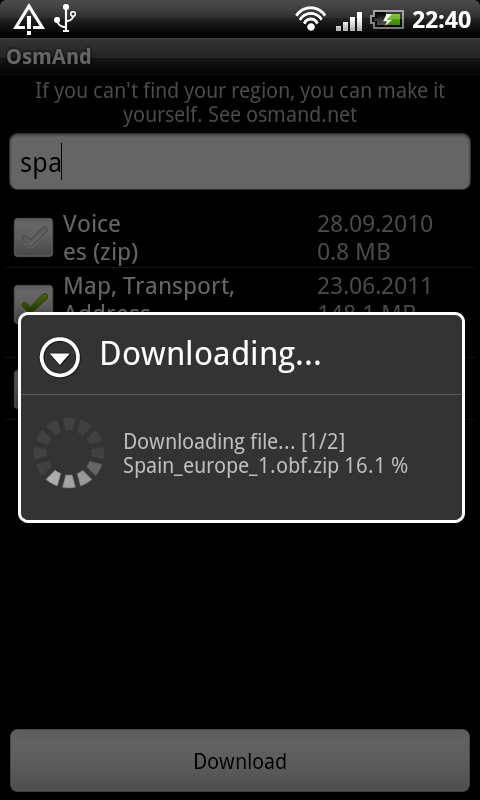 22:40
OsmAnd
If you can't find your region, you can make it
yourself. See osmand.net
spa
Voice 28.09.2010
es (zip) 0.8 MB
Map, Transport, 23.06.2011
Address 148.1 MB
Downloading...
Downloading file... [1/2]
Spain_europe_1.obf.zip 16.1 %
Download